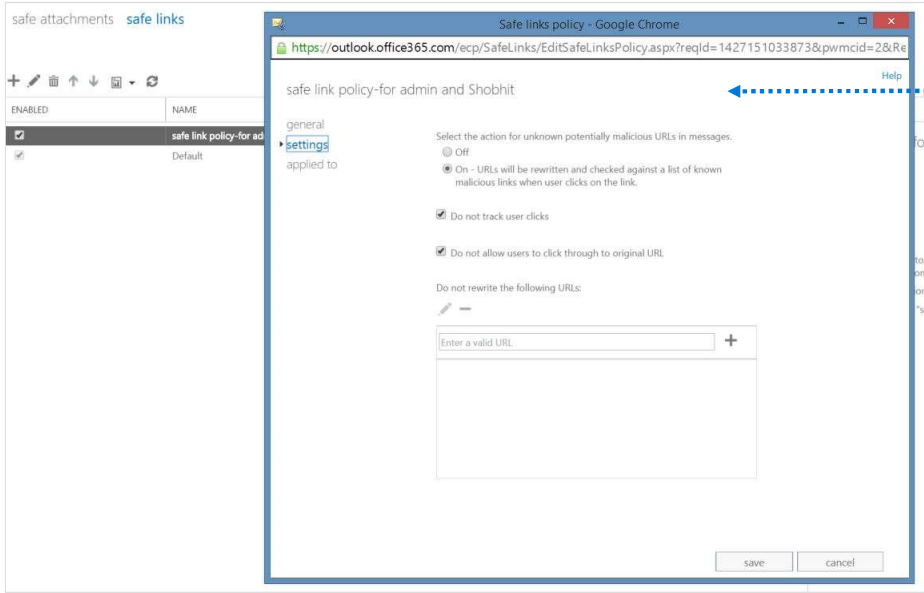 safe attachments safe links
ENABLED NAME
safe link policy-for ad
Default
Safe links policy - Google Chrome
https://outlook.office365.com/ecp/SafeLinks/EditSafeLinksPolicy.aspx?reqId=1427151033873&pwmcid=2&Re
Help
safe link policy-for admin and Shobhit
general
settings
applied to
Select the action for unknown potentially malicious URLs in messages.
Off
On - URLs will be rewritten and checked against a list of known
malicious links when user clicks on the link.
Do not track user clicks
Do not allow users to click through to original URL
Do not rewrite the following URLs:
Enter a valid URL
save cancel